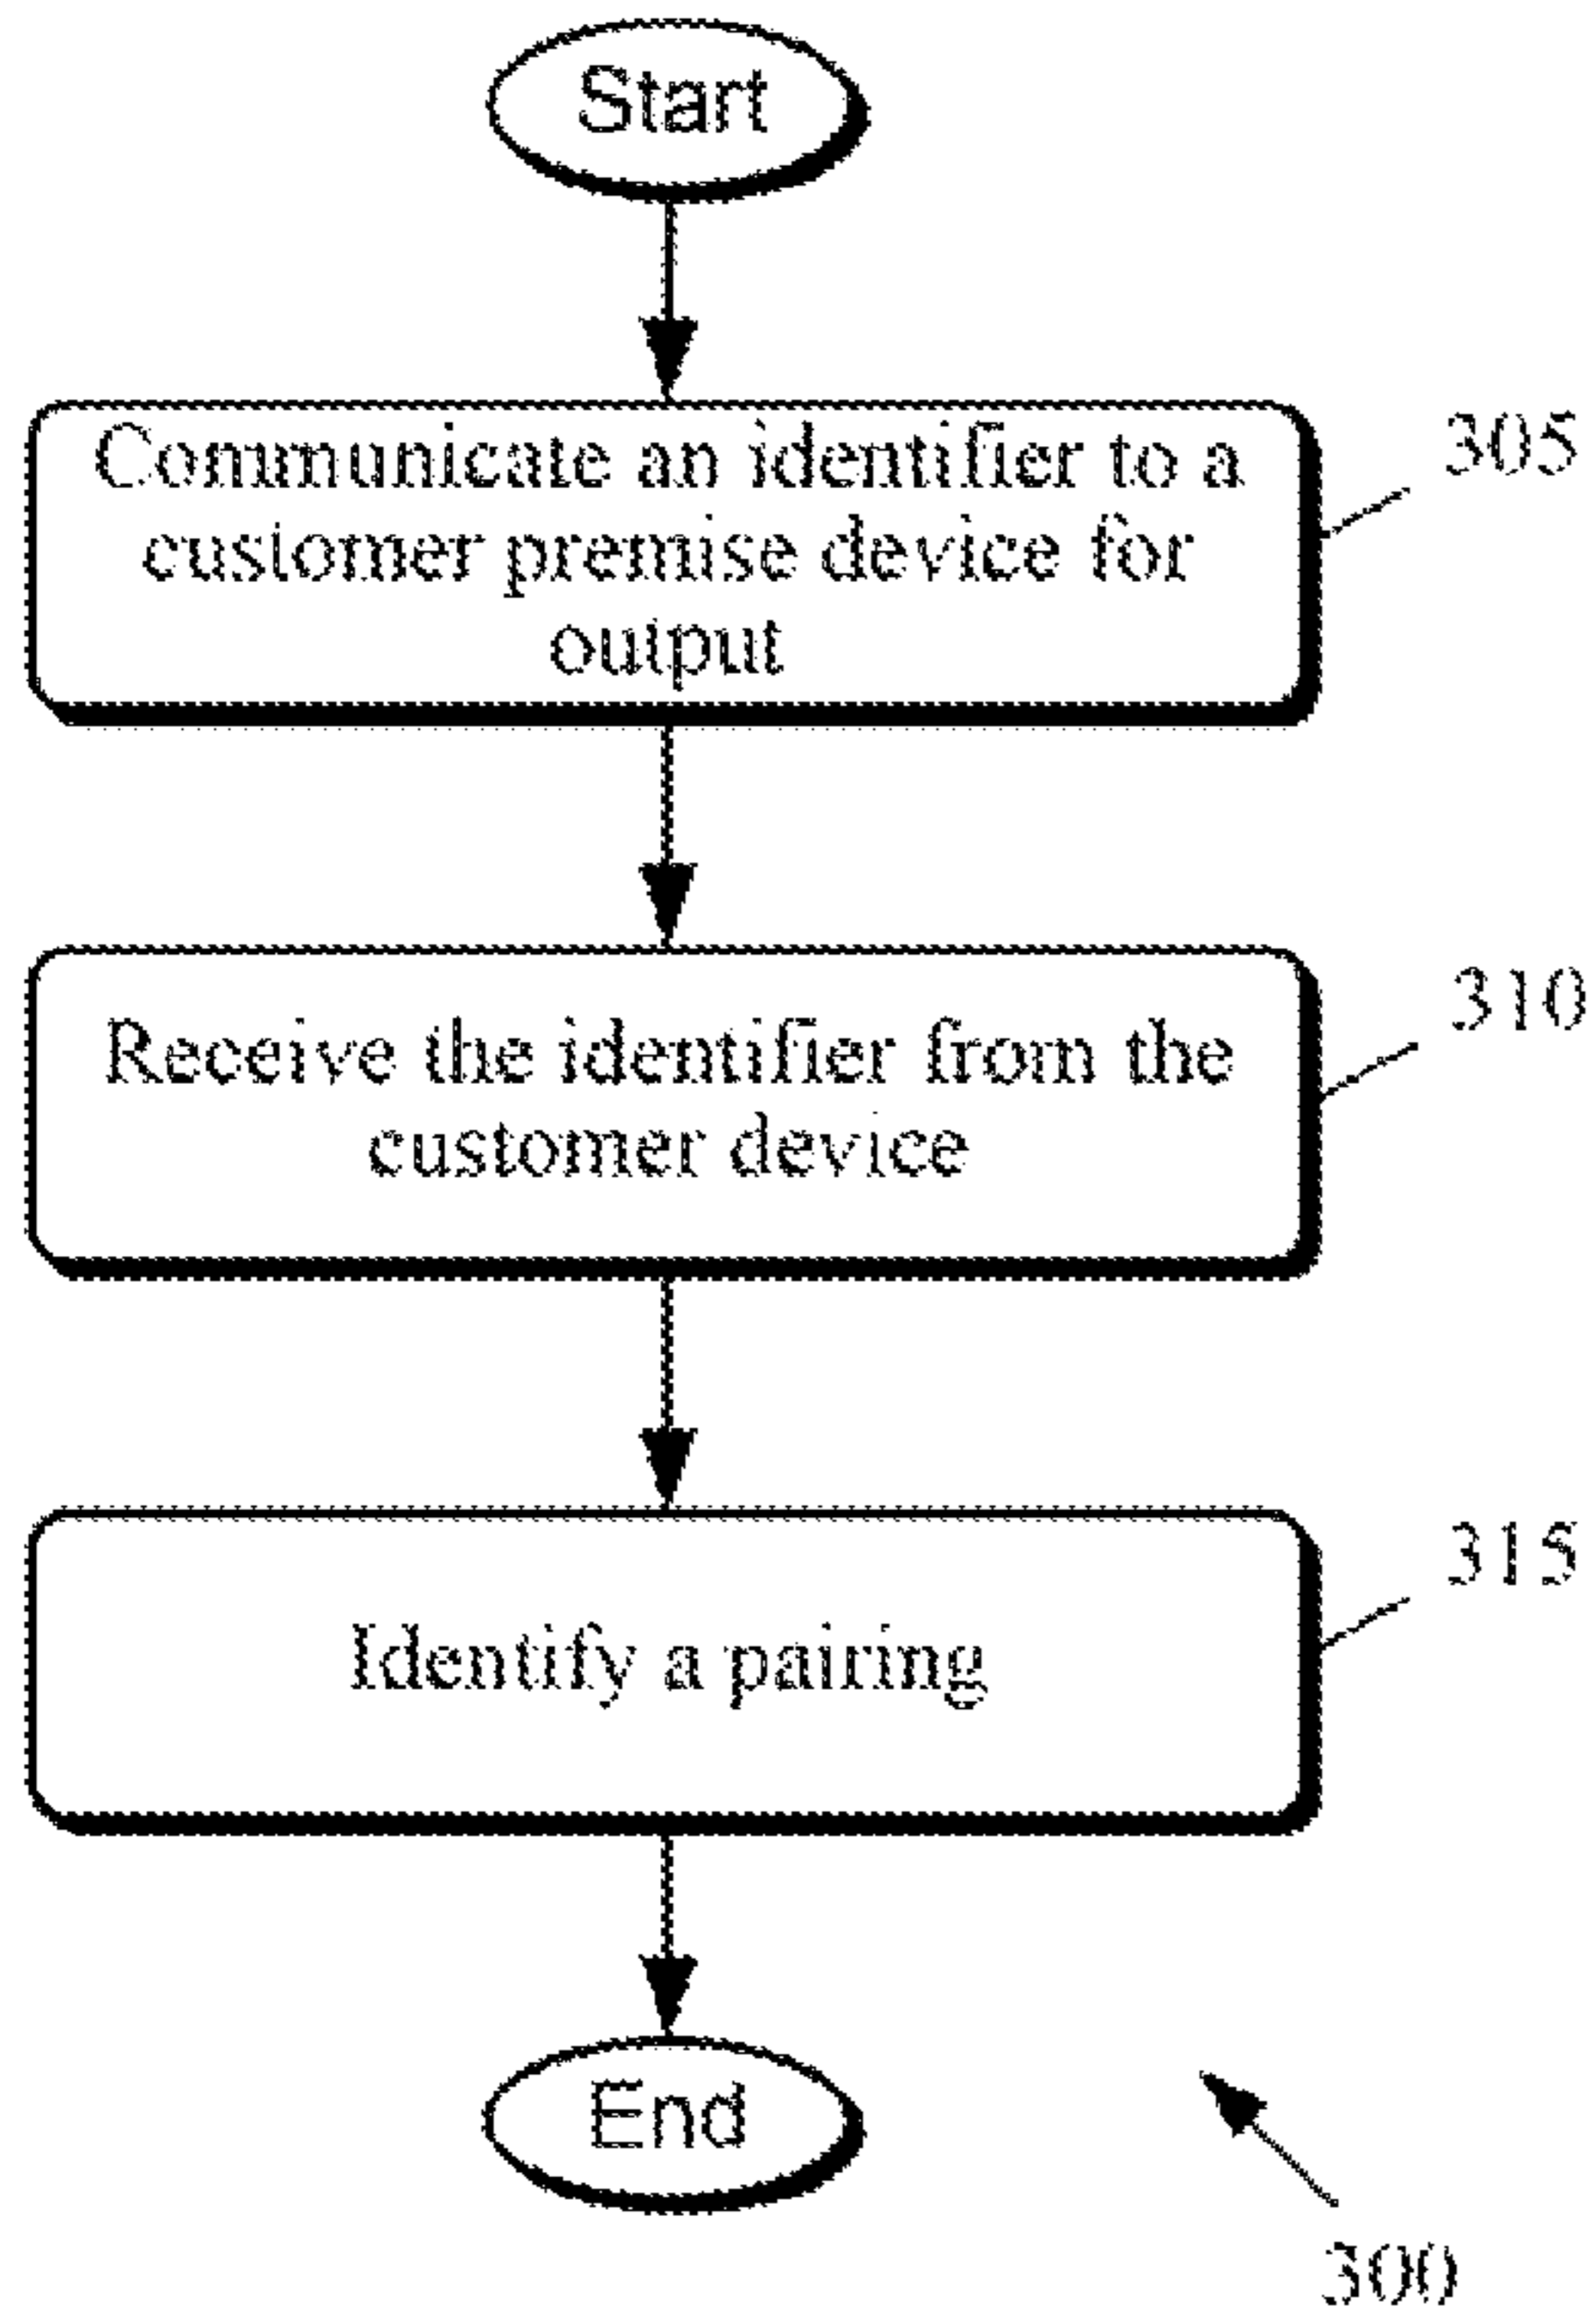 Start
Communicate an identifier to a
customer premise device for
output
305
Receive the identifier from the
customer device
310
Identify a pairing
315
End
300